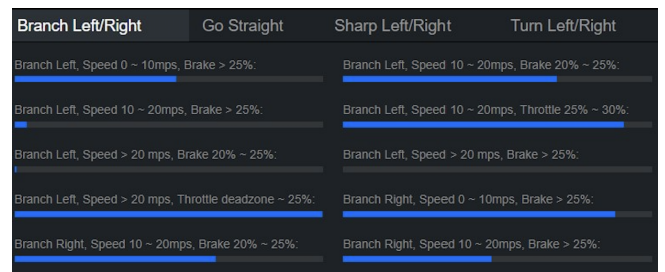 Branch Left/Right Go Straight Sharp Left/Right Turn Left/Right
Branch Left, Speed 0 ~ 10mps, Brake > 25%: Branch Left, Speed 10 ~ 20mps, Brake 20% ~ 25%:
Branch Left, Speed 10 ~ 20mps, Brake > 25%: Branch Left, Speed 10 ~ 20mps, Throttle 25% ~ 30%:
Branch Left, Speed > 20 mps, Brake 20% ~ 25%: Branch Left, Speed > 20 mps, Brake > 25%:
Branch Left, Speed > 20 mps, Throttle deadzone ~ 25%: Branch Right, Speed 0 ~ 10mps, Brake > 25%:
Branch Right, Speed 10 ~ 20mps, Brake 20% ~ 25%: Branch Right, Speed 10 ~ 20mps, Brake > 25%: